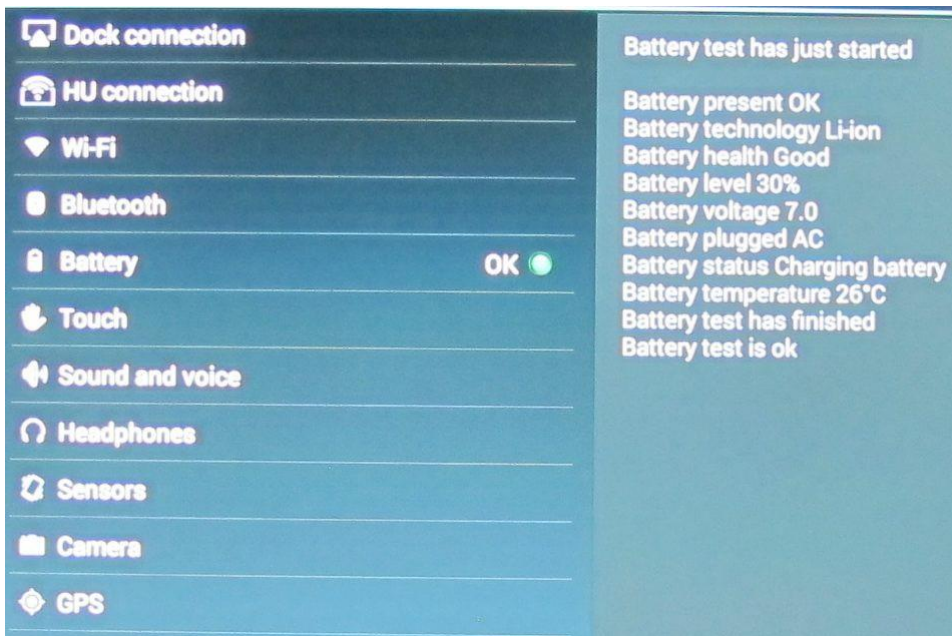 Dock connection
HU connection
Wi-Fi
Bluetooth
Battery OK
Touch
Sound and voice
Headphones
Sensors
Camera
GPS
Battery test has just started
Battery present OK
Battery technology Li-ion
Battery health Good
Battery level 30%
Battery voltage 7.0
Battery plugged AC
Battery status Charging battery
Battery temperature 26°C
Battery test has finished
Battery test is ok